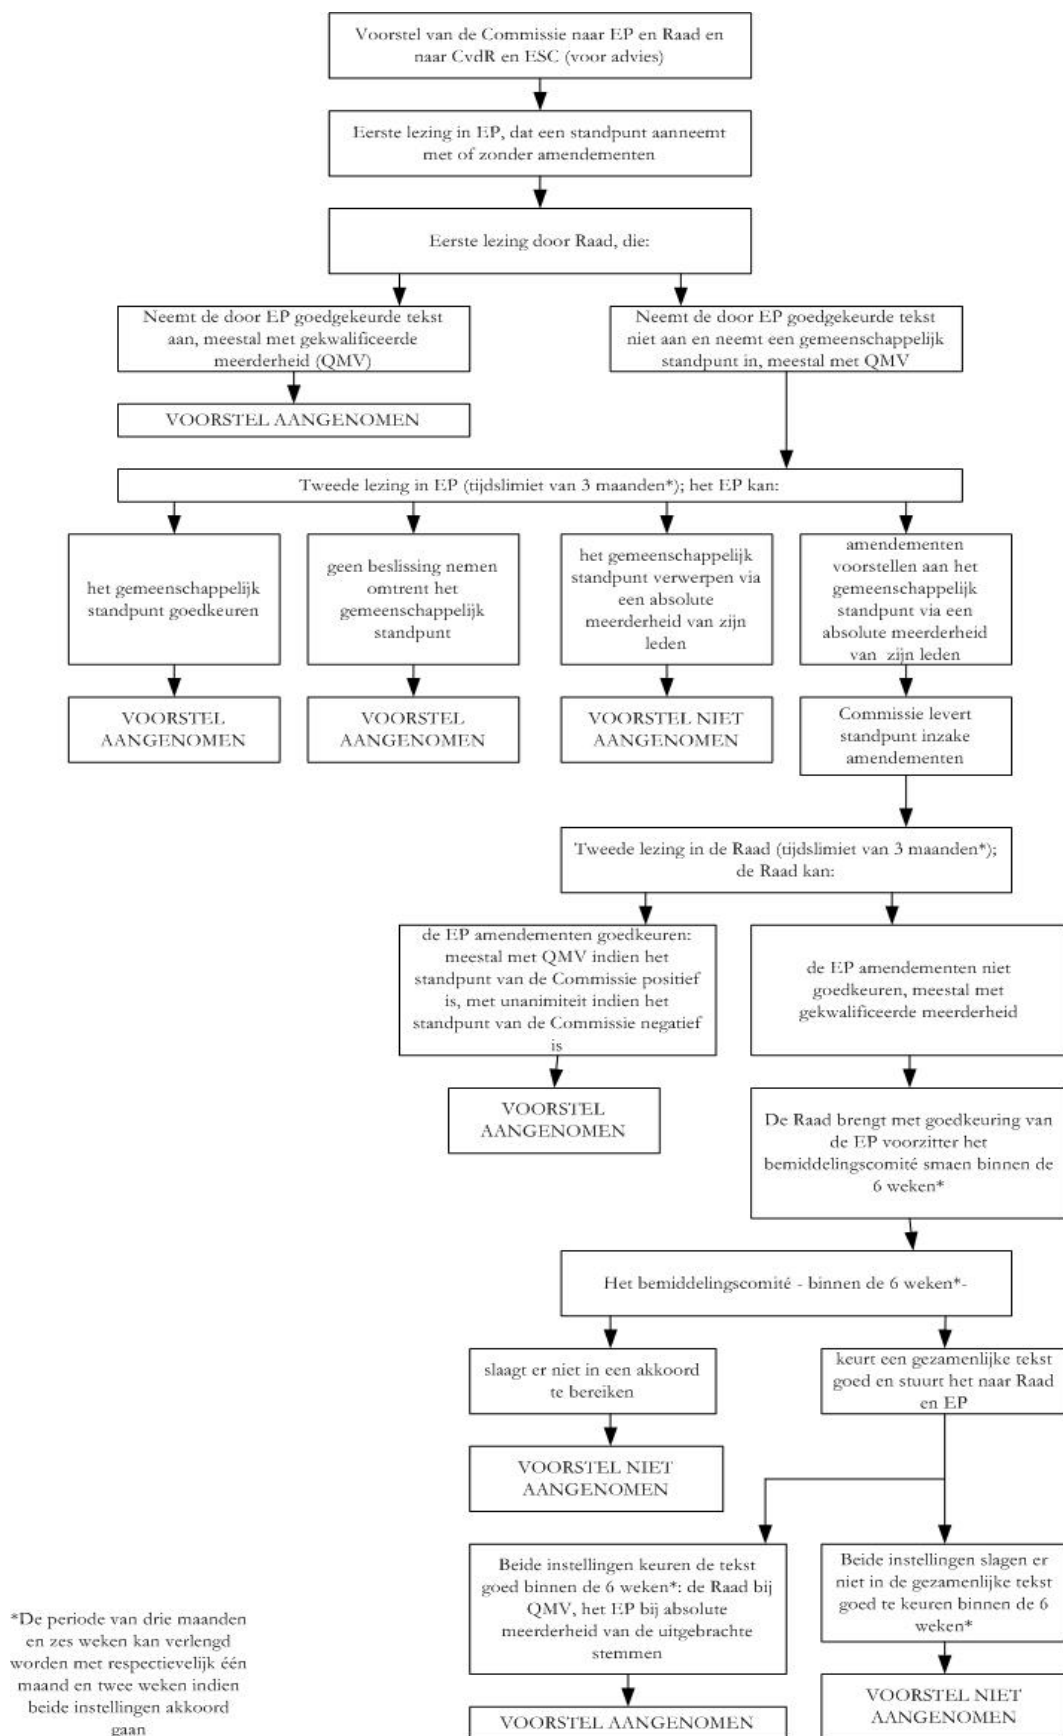 Voorstel van de Commissie naar EP en Raad en
naar CvdR en ESC (voor advies)
Eerste lezing in EP, dat een standpunt aanneemt
met of zonder amendementen
Eerste lezing door Raad, die:
Neemt de door EP goedgekeurde tekst
aan, meestal met gekwalificeerde
meerderheid (QMV)
Neemt de door EP goedgekeurde tekst
niet aan en neemt een gemeenschappelijk
standpunt in, meestal met QMV
VOORSTEL AANGENOMEN
Tweede lezing in EP (tijdslimiet van 3 maanden*); het EP kan:
het gemeenschappelijk
standpunt goedkeuren
geen beslissing nemen
omtrent het
gemeenschappelijk
standpunt
het gemeenschappelijk
standpunt verwerpen via
een absolute
meerderheid van zijn
leden
amendementen
voorstellen aan het
gemeenschappelijk
standpunt via een
absolute meerderheid
van zijn leden
VOORSTEL
AANGENOMEN
VOORSTEL
AANGENOMEN
VOORSTEL NIET
AANGENOMEN
Commissie levert
standpunt inzake
amendementen
Tweede lezing in de Raad (tijdslimiet van 3 maanden*);
de Raad kan:
de EP amendementen goedkeuren:
meestal met QMV indien het
standpunt van de Commissie positief
is, met unanimiteit indien het
standpunt van de Commissie negatief
is
de EP amendementen niet
goedkeuren, meestal met
gekwalificeerde meerderheid
VOORSTEL
AANGENOMEN
De Raad brengt met goedkeuring van
de EP voorzitter het
bemiddelingscomité smaen binnen de
6 weken*
Het bemiddelingscomité - binnen de 6 weken*-
slaagt er niet in een akkoord
te bereiken
keurt een gezamenlijke tekst
goed en stuurt het naar Raad
en EP
VOORSTEL NIET
AANGENOMEN
Beide instellingen keuren de tekst
goed binnen de 6 weken*: de Raad bij
QMV, het EP bij absolute
meerderheid van de uitgebrachte
stemmen
Beide instellingen slagen er
niet in de gezamenlijke tekst
goed te keuren binnen de 6
weken*
VOORSTEL AANGENOMEN
VOORSTEL NIET
AANGENOMEN
*De periode van drie maanden
en zes weken kan verlengd
worden met respectievelijk één
maand en twee weken indien
beide instellingen akkoord
gaan